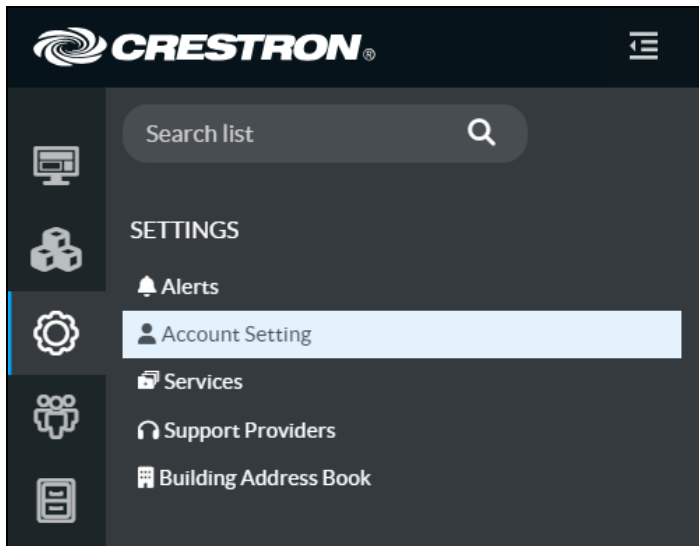 CRESTRON®
Search list
SETTINGS
Alerts
Account Setting
Services
Support Providers
Building Address Book